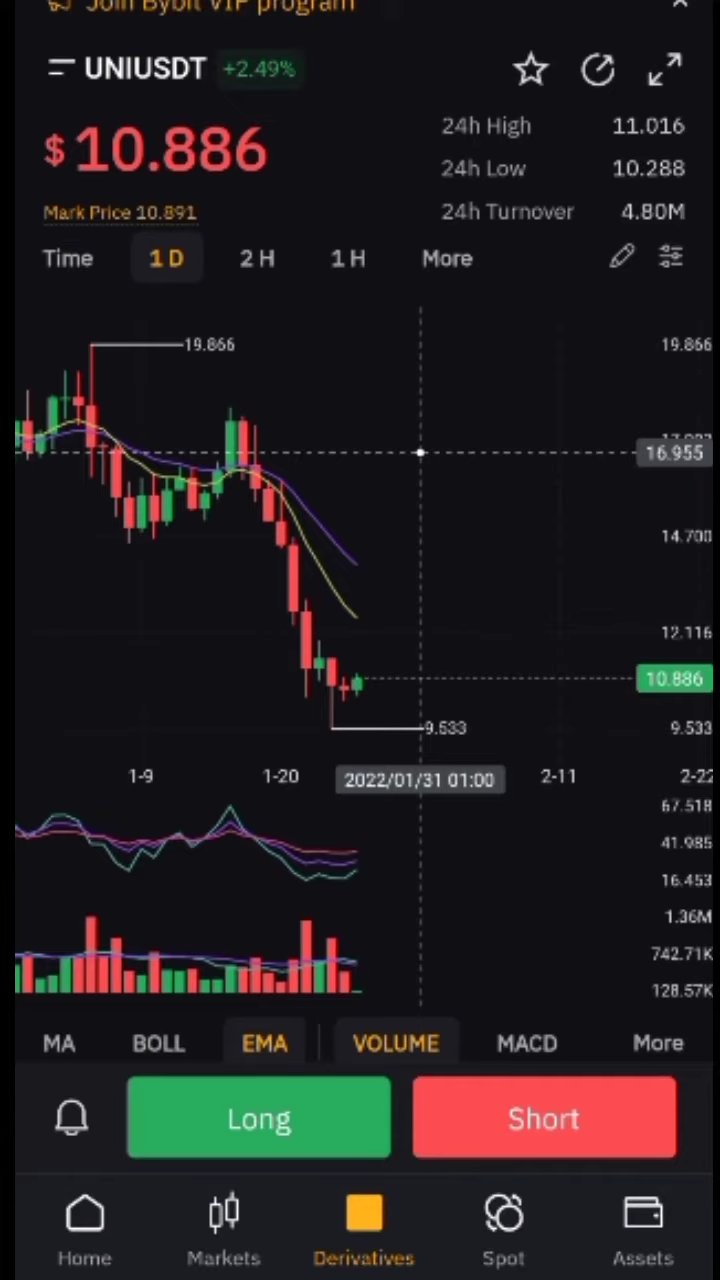 Join Bybit VIP program
UNIUSDT +2.49%
$10.886
24h High 11.016
24h Low 10.288
24h Turnover 4.80M
Mark Price 10.891
Time 1 D 2 H 1 H More
19.866 19.866
16.955
14.700
12.116
10.886
9.533 9.533
1-9 1-20 2022/01/31 01:00 2-11 2-22
67.518
41.985
16.453
1.36M
742.71K
128.57K
MA BOLL EMA VOLUME MACD More
Long Short
Home Markets Derivatives Spot Assets